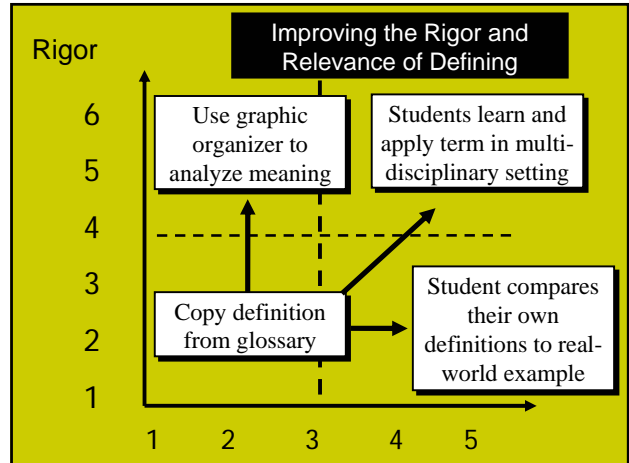 Improving the Rigor and
Relevance of Defining
Rigor
6
5
4
3
2
1
Use graphic
organizer to
analyze meaning
Students learn and
apply term in multi-
disciplinary setting
Copy definition
from glossary
Student compares
their own
definitions to real-
world example
1 2 3 4 5